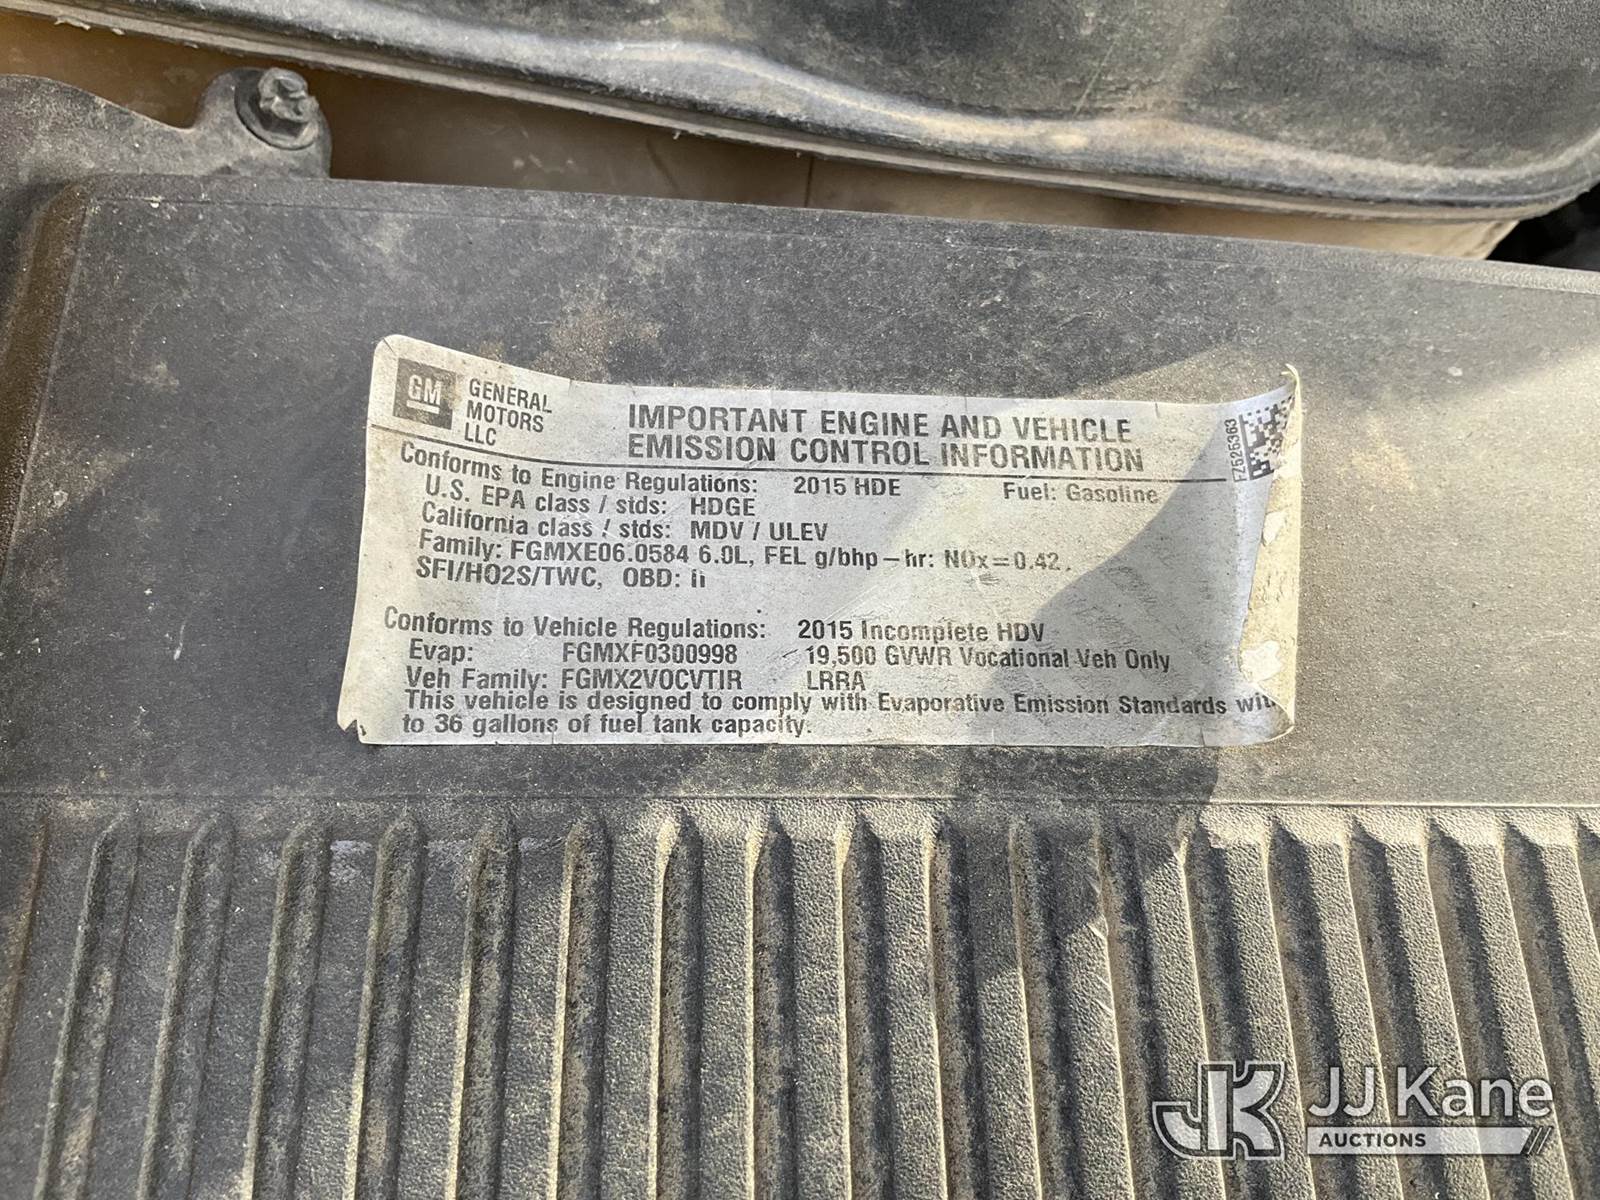 GM
GENERAL
MOTORS
LLC
IMPORTANT ENGINE AND VEHICLE
EMISSION CONTROL INFORMATION
FZ525363
Conforms to Engine Regulations: 2015 HDE Fuel: Gasoline
U.S. EPA class / stds: HDGE
California class / stds: MDV / ULEV
Family: FGMXE06.0584 6.0L, FEL g/bhp-hr: NOx=0.42.
SFI/HO2S/TWC, OBD: II
Conforms to Vehicle Regulations: 2015 Incomplete HDV
Evap: FGMXF0300998 19,500 GVWR Vocational Veh Only
Veh Family: FGMX2VOCVTIR LRRA
This vehicle is designed to comply with Evaporative Emission Standards with
to 36 gallons of fuel tank capacity.
JK JJ Kane
AUCTIONS